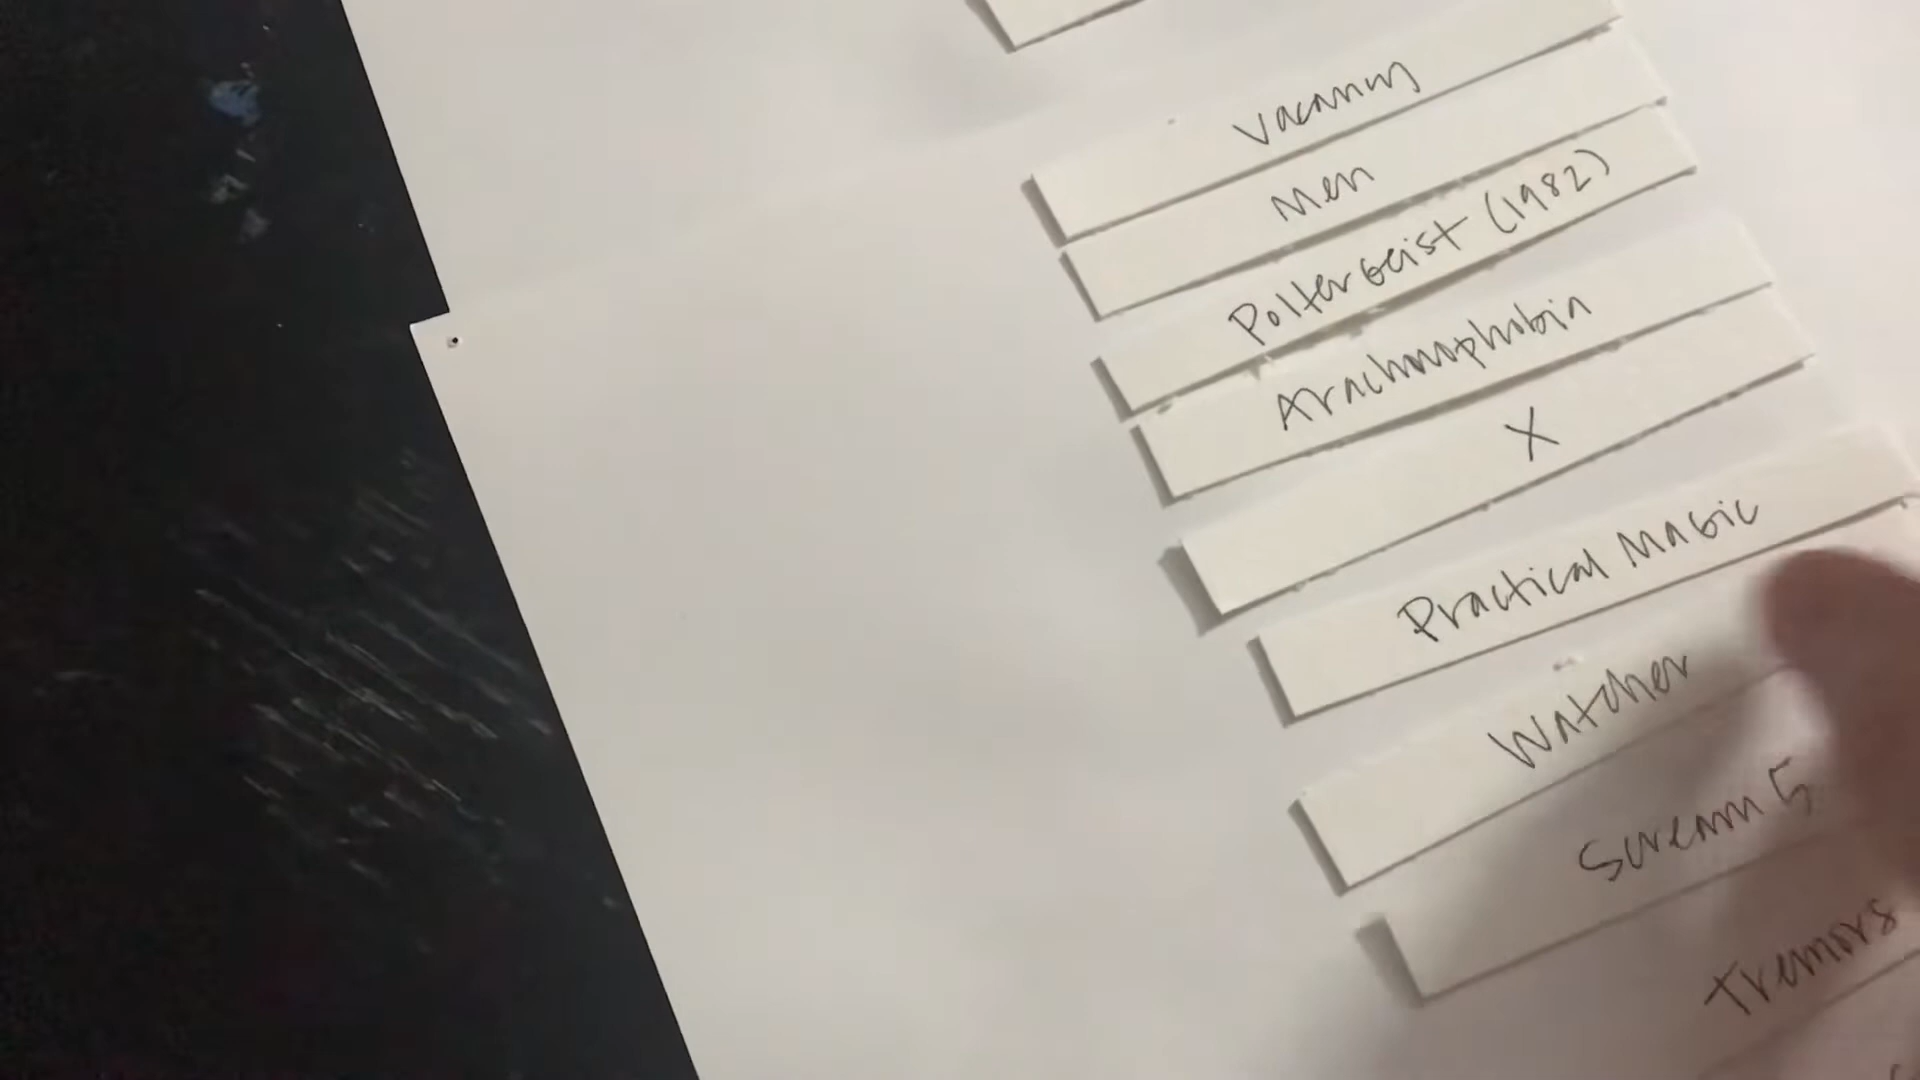 Vacancy
Men
Poltergeist (1982)
Arachnophobia
X
Practical Magic
Watcher
Scream 5
Tremors